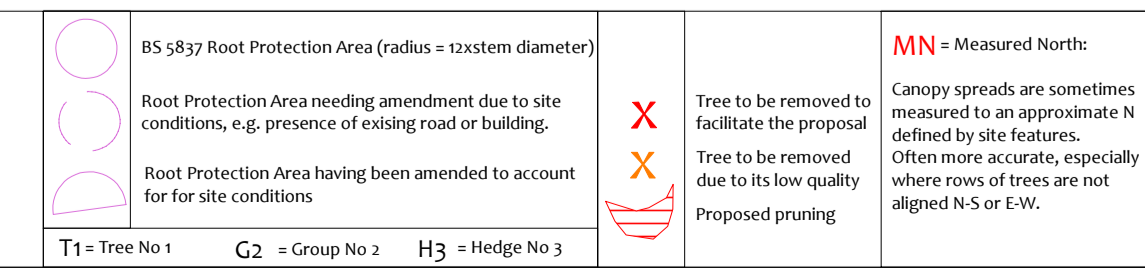 BS 5837 Root Protection Area (radius = 12xstem diameter)
Root Protection Area needing amendment due to site
conditions, e.g. presence of exising road or building.
Root Protection Area having been amended to account
for for site conditions
T1 = Tree No 1 G2 = Group No 2 H3 = Hedge No 3
X
Tree to be removed to
facilitate the proposal
X
Tree to be removed
due to its low quality
Proposed pruning
MN = Measured North:
Canopy spreads are sometimes
measured to an approximate N
defined by site features.
Often more accurate, especially
where rows of trees are not
aligned N-S or E-W.